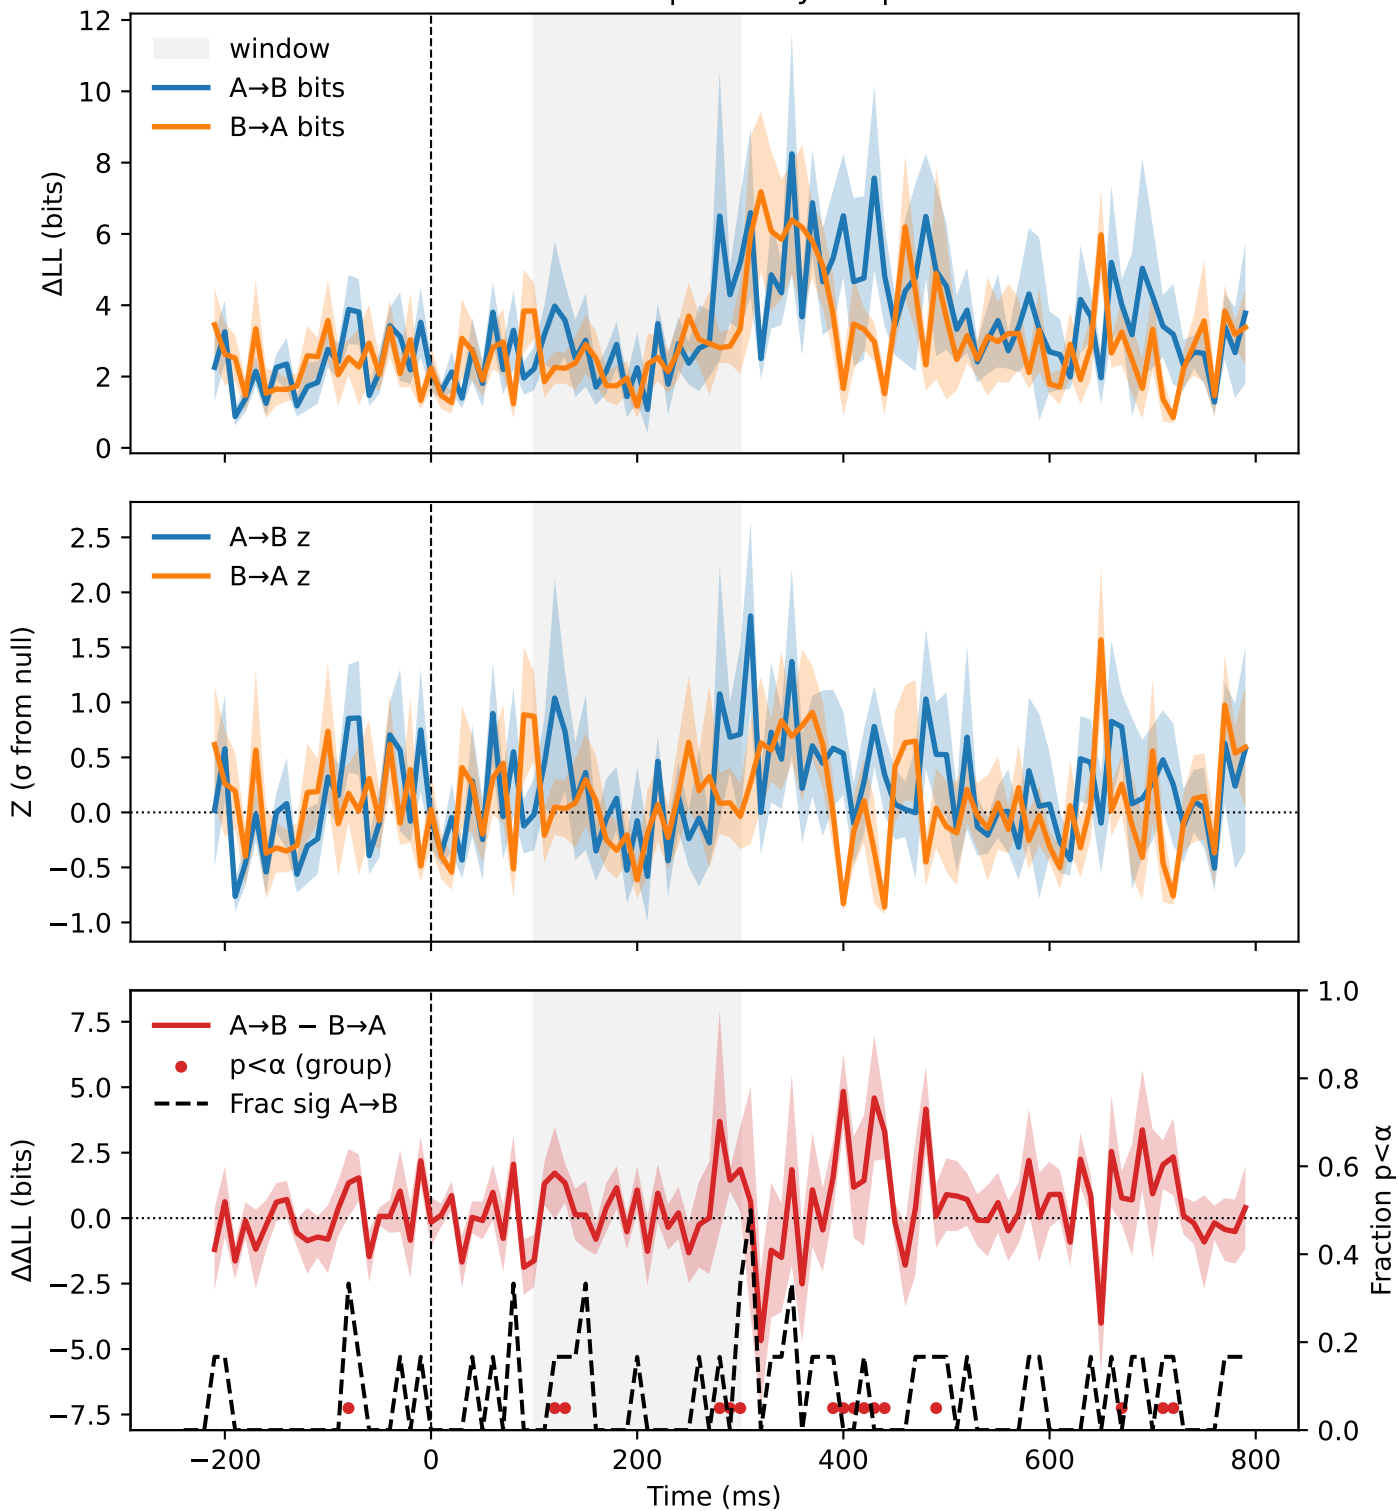 12
10
8
6
4
2
0
ΔLL (bits)
window
A→B bits
B→A bits
2.5
2.0
1.5
1.0
0.5
0.0
−0.5
−1.0
Z (σ from null)
A→B z
B→A z
7.5
5.0
2.5
0.0
−2.5
−5.0
−7.5
ΔΔLL (bits)
A→B − B→A
p<α (group)
Frac sig A→B
1.0
0.8
0.6
0.4
0.2
0.0
Fraction p<α
−200 0 200 400 600 800
Time (ms)